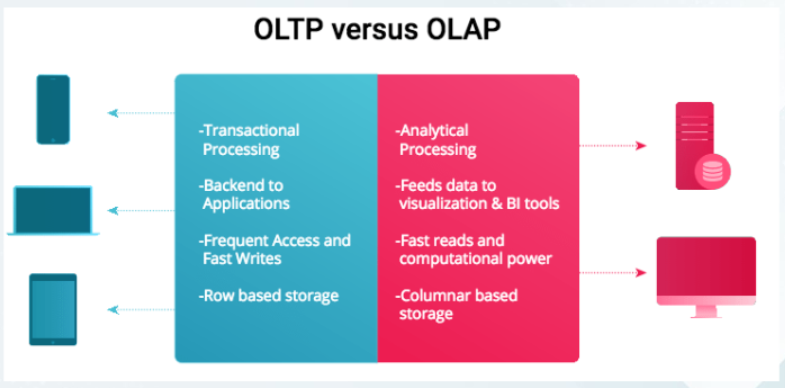 OLTP versus OLAP
-Transactional
Processing
-Backend to
Applications
-Frequent Access and
Fast Writes
-Row based storage
-Analytical
Processing
-Feeds data to
visualization & BI tools
-Fast reads and
computational power
-Columnar based
storage